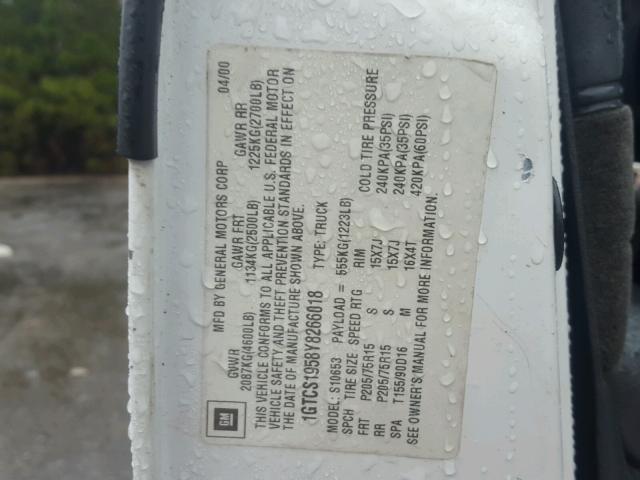 GM
MFD BY GENERAL MOTORS CORP 04/00
GVWR GAWR FRT GAWR RR
2087KG(4600LB) 1134KG(2500LB) 1225KG(2700LB)
THIS VEHICLE CONFORMS TO ALL APPLICABLE U.S. FEDERAL MOTOR
VEHICLE SAFETY AND THEFT PREVENTION STANDARDS IN EFFECT ON
THE DATE OF MANUFACTURE SHOWN ABOVE.
1GTCS1958Y8266018 TYPE: TRUCK
MODEL: S10653 PAYLOAD = 555KG(1223LB)
SPCH TIRE SIZE SPEED RTG RIM COLD TIRE PRESSURE
FRT P205/75R15 S 15X7J 240KPA(35PSI)
RR P205/75R15 S 15X7J 240KPA(35PSI)
SPA T155/90D16 M 16X4T 420KPA(60PSI)
SEE OWNER'S MANUAL FOR MORE INFORMATION.